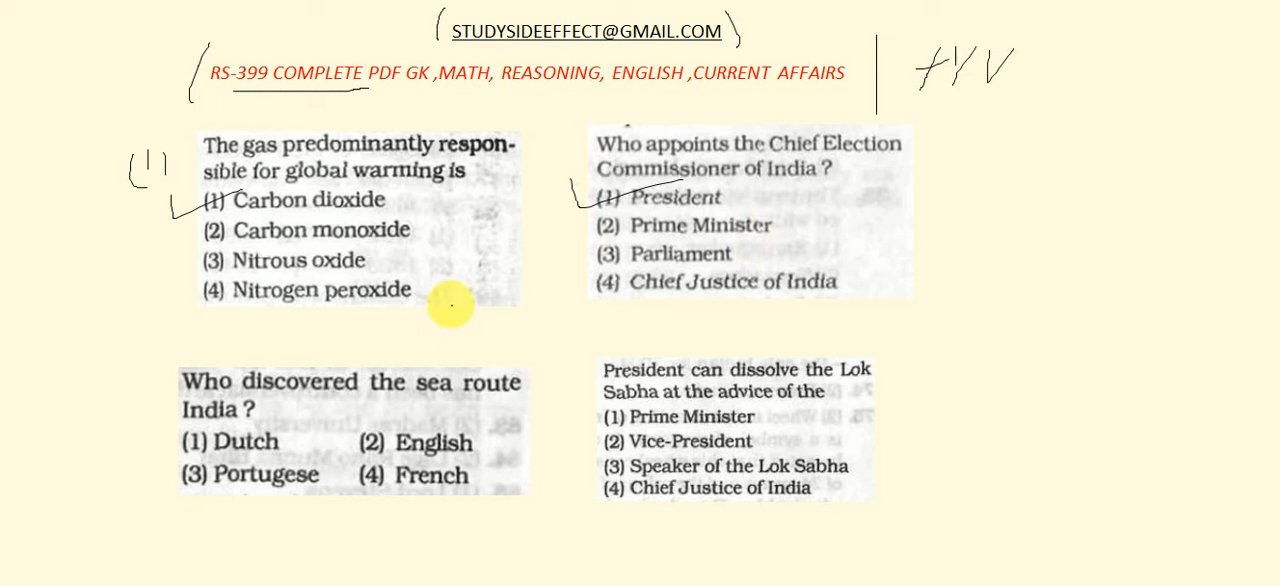 STUDYSIDEEFFECT@GMAIL.COM
RS-399 COMPLETE PDF GK ,MATH, REASONING, ENGLISH ,CURRENT AFFAIRS
(1)
The gas predominantly respon-
sible for global warming is
(1) Carbon dioxide
(2) Carbon monoxide
(3) Nitrous oxide
(4) Nitrogen peroxide
Who appoints the Chief Election
Commissioner of India ?
(1) President
(2) Prime Minister
(3) Parliament
(4) Chief Justice of India
Who discovered the sea route
India ?
(1) Dutch (2) English
(3) Portugese (4) French
President can dissolve the Lok
Sabha at the advice of the
(1) Prime Minister
(2) Vice-President
(3) Speaker of the Lok Sabha
(4) Chief Justice of India